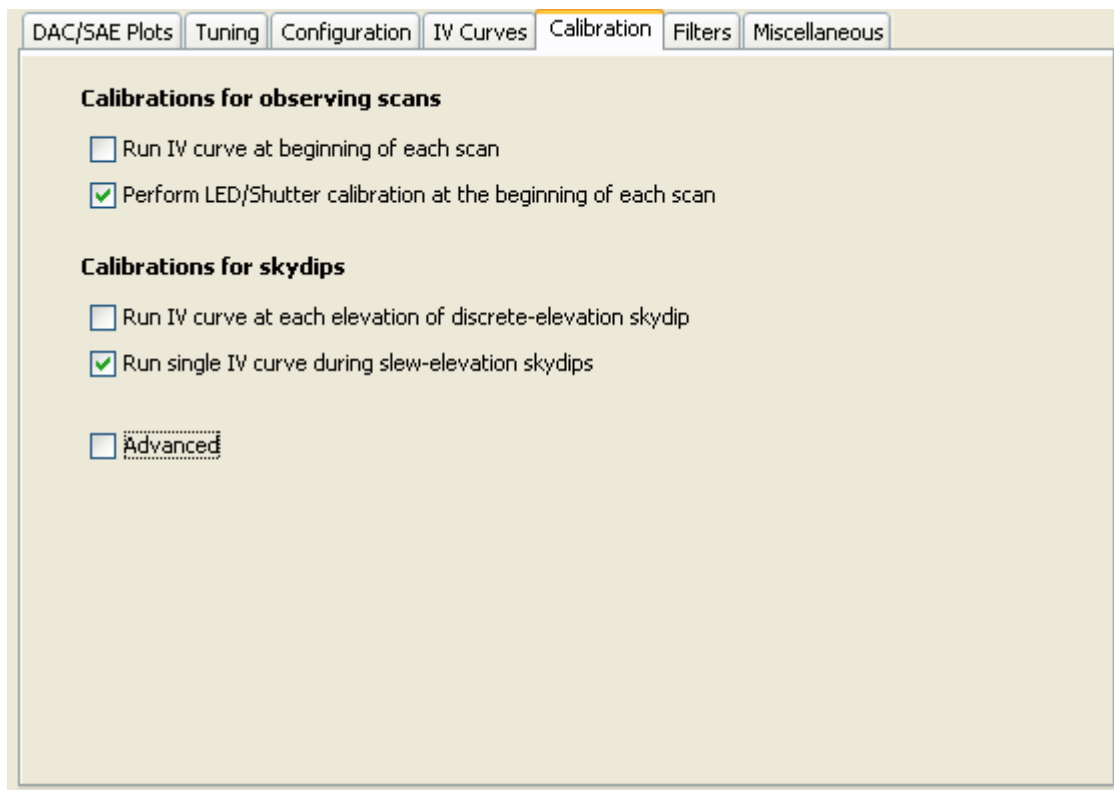 DAC/SAE Plots Tuning Configuration IV Curves Calibration Filters Miscellaneous
Calibrations for observing scans
Run IV curve at beginning of each scan
Perform LED/Shutter calibration at the beginning of each scan
Calibrations for skydips
Run IV curve at each elevation of discrete-elevation skydip
Run single IV curve during slew-elevation skydips
Advanced